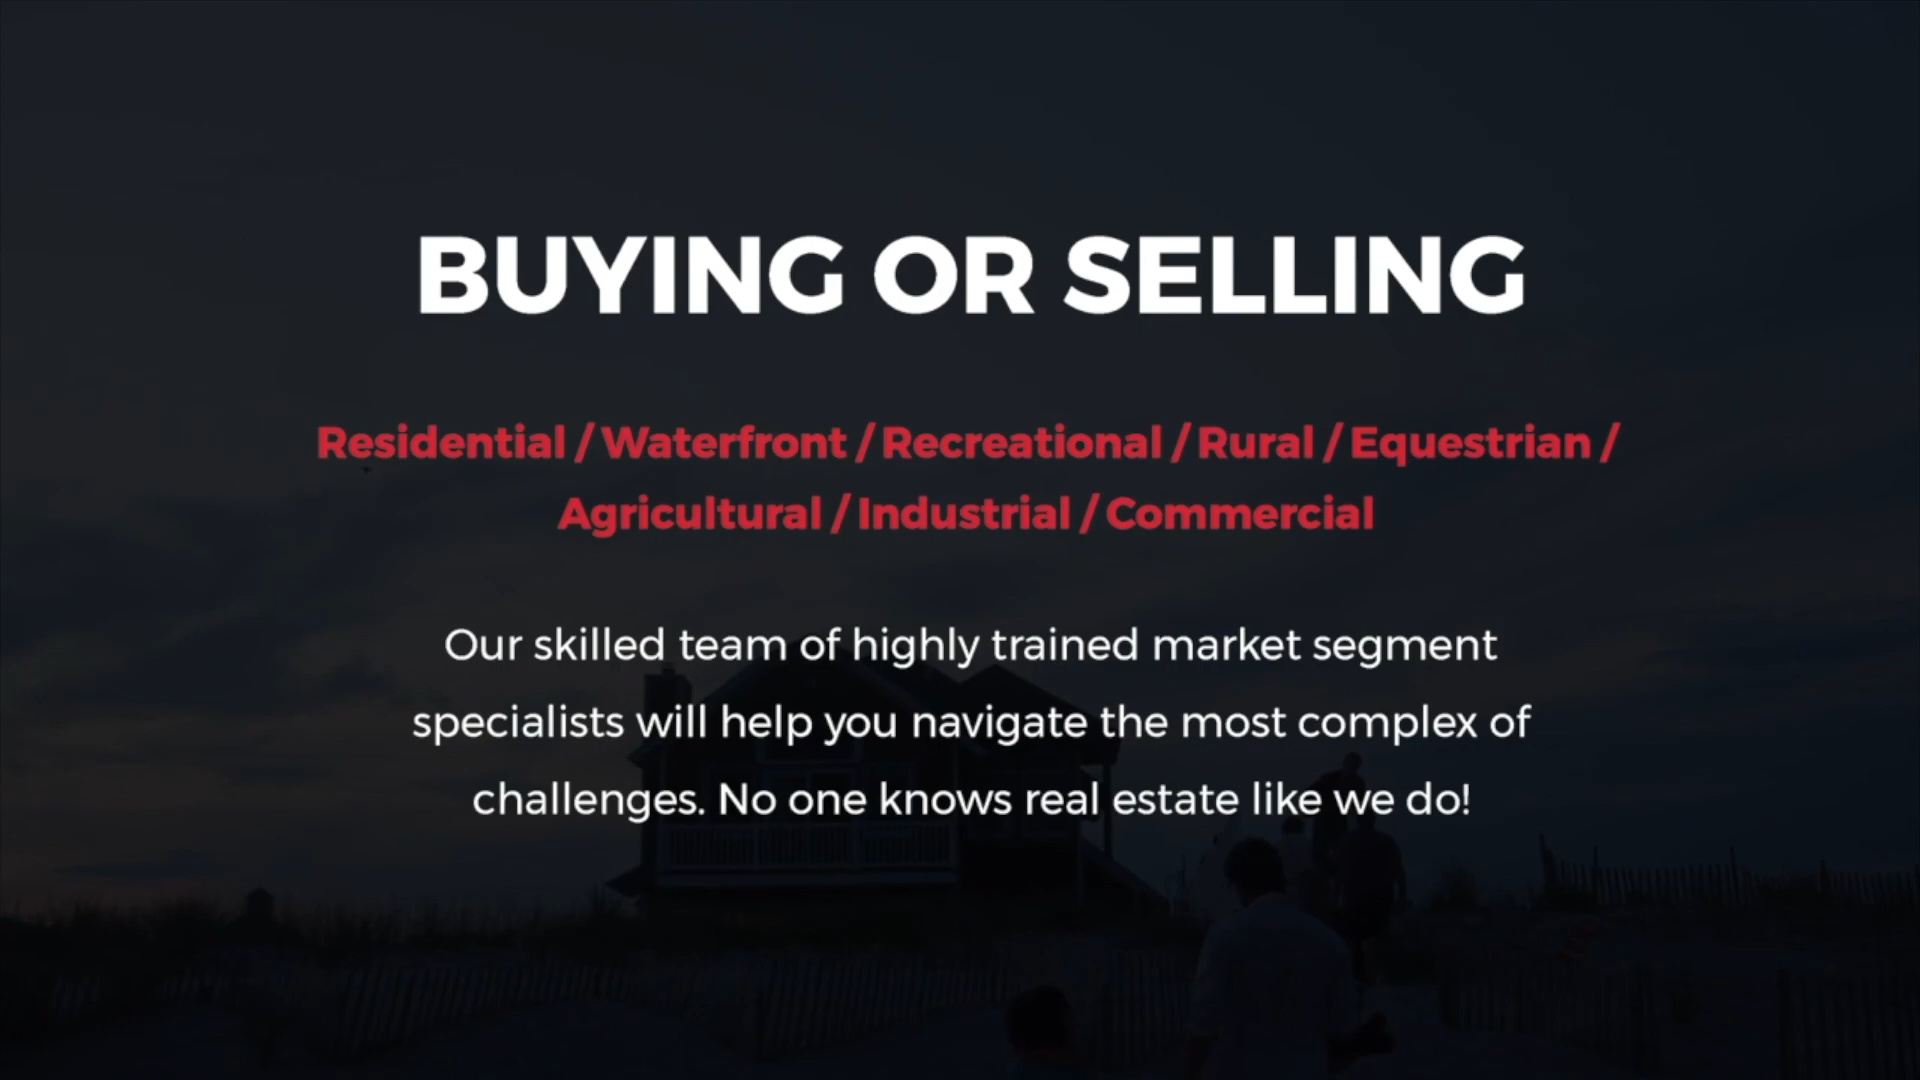 BUYING OR SELLING
Residential / Waterfront / Recreational / Rural / Equestrian /
Agricultural / Industrial / Commercial
Our skilled team of highly trained market segment
specialists will help you navigate the most complex of
challenges. No one knows real estate like we do!